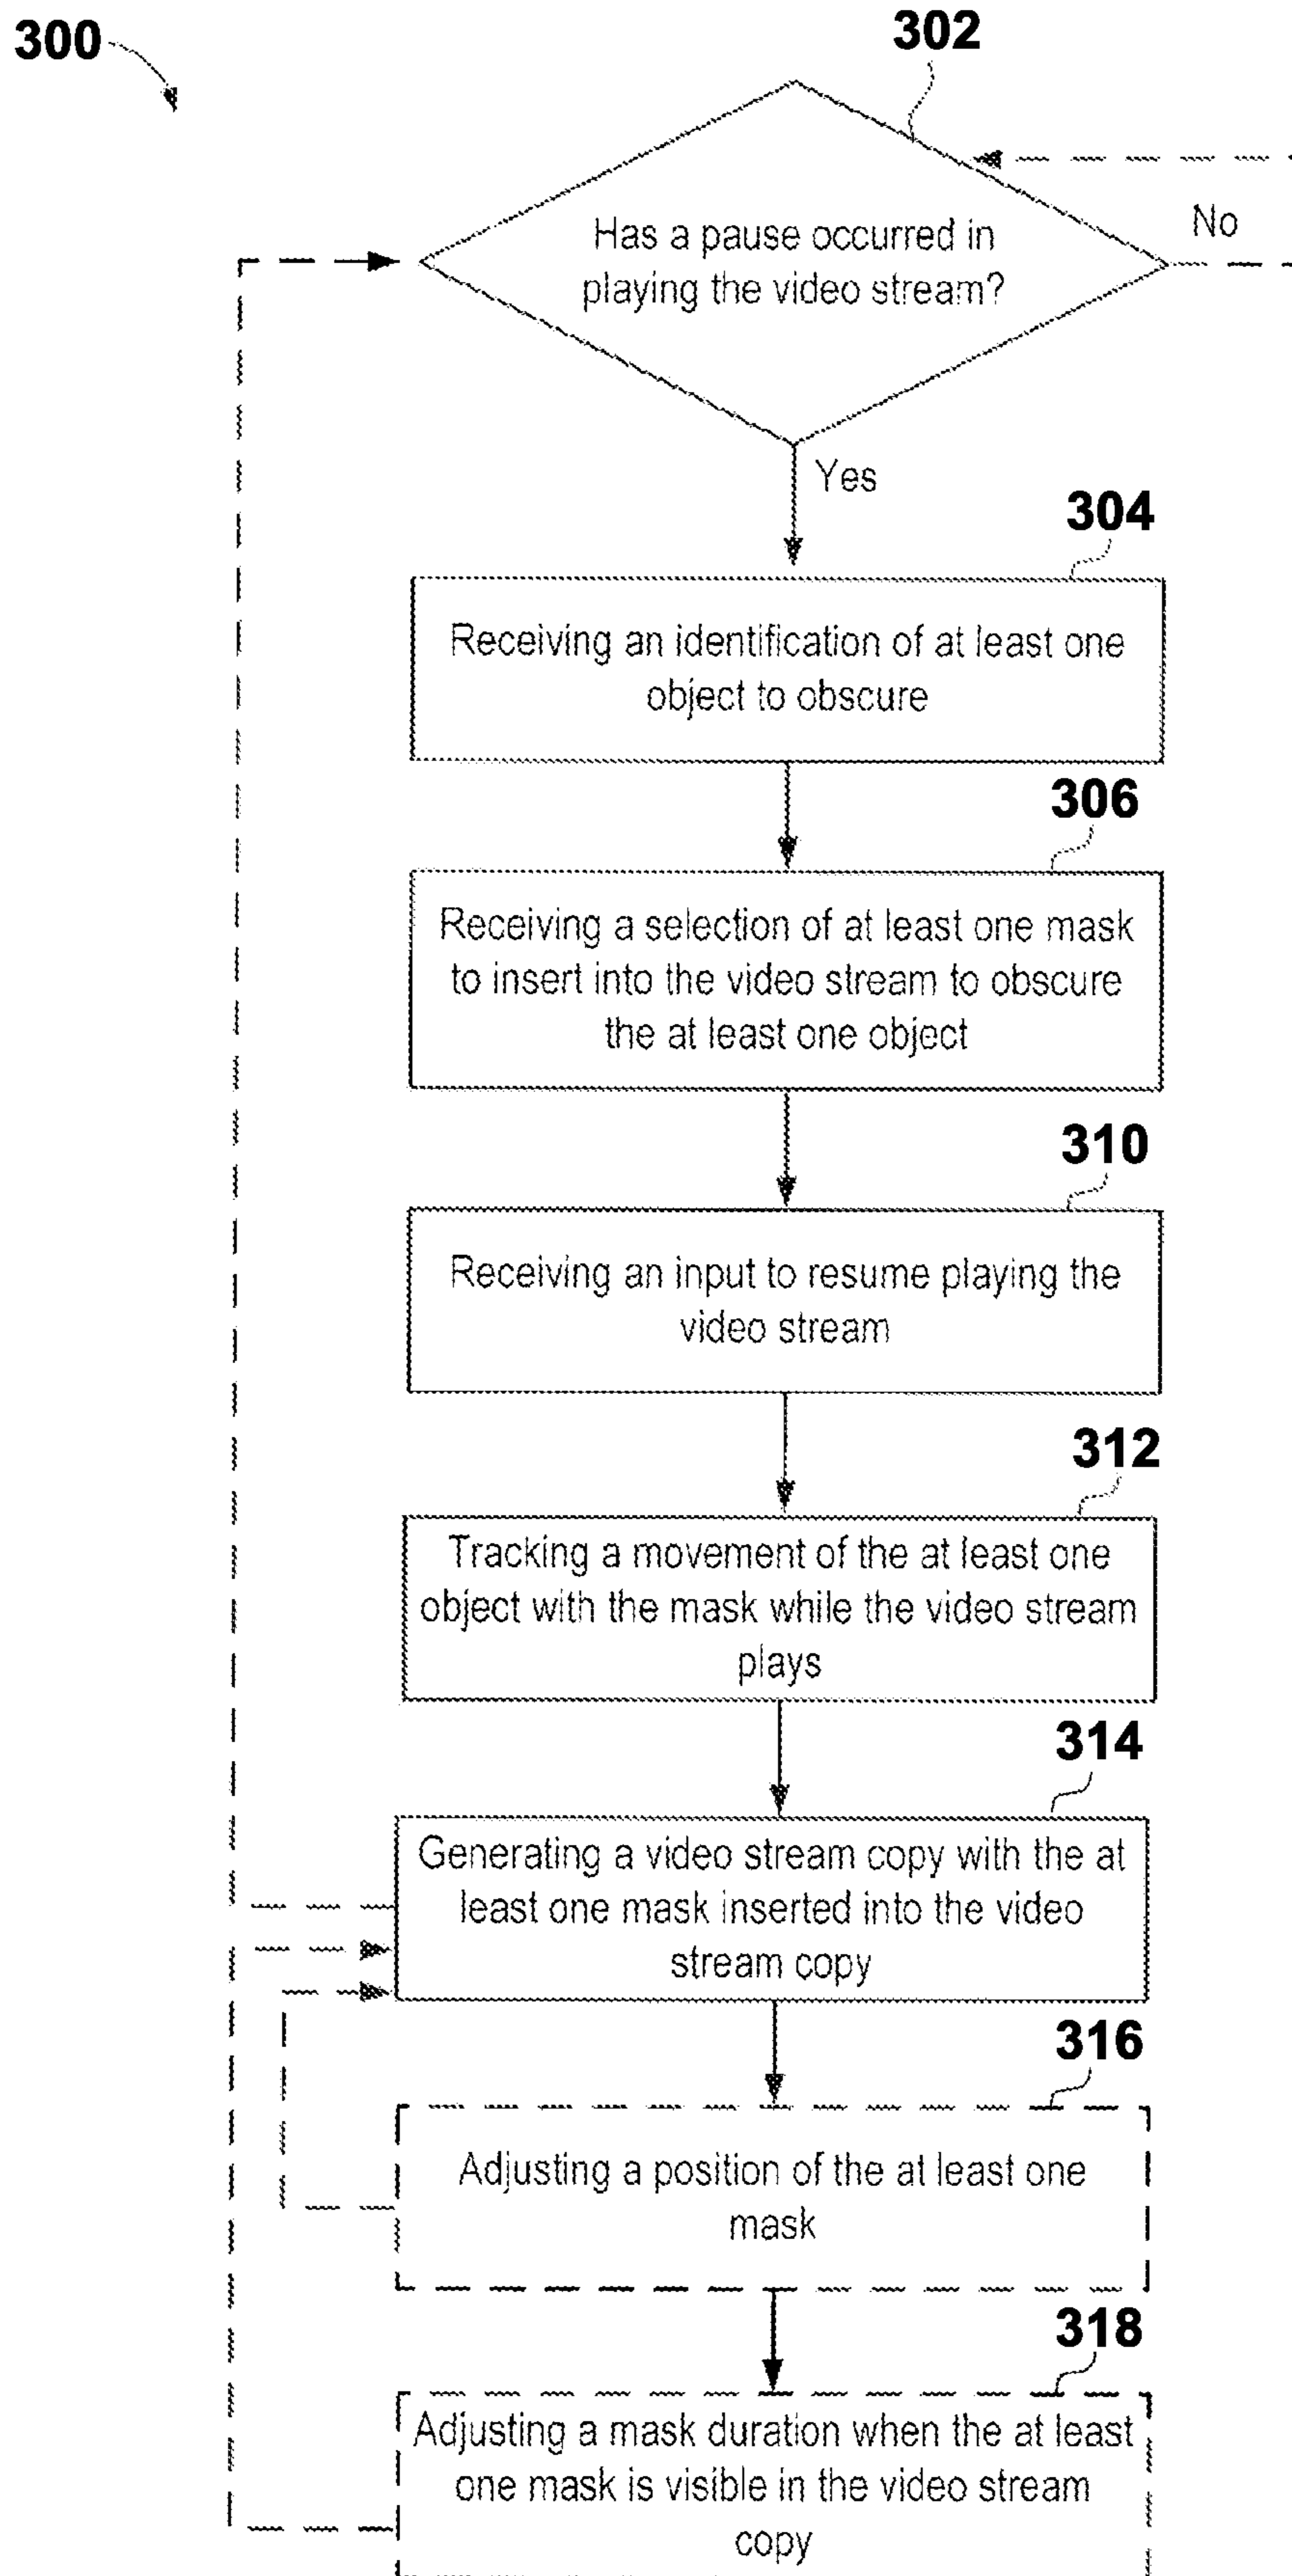 300
302
Has a pause occurred in
playing the video stream?
No
Yes
304
Receiving an identification of at least one
object to obscure
306
Receiving a selection of at least one mask
to insert into the video stream to obscure
the at least one object
310
Receiving an input to resume playing the
video stream
312
Tracking a movement of the at least one
object with the mask while the video stream
plays
314
Generating a video stream copy with the at
least one mask inserted into the video
stream copy
316
Adjusting a position of the at least one
mask
318
Adjusting a mask duration when the at least
one mask is visible in the video stream
copy